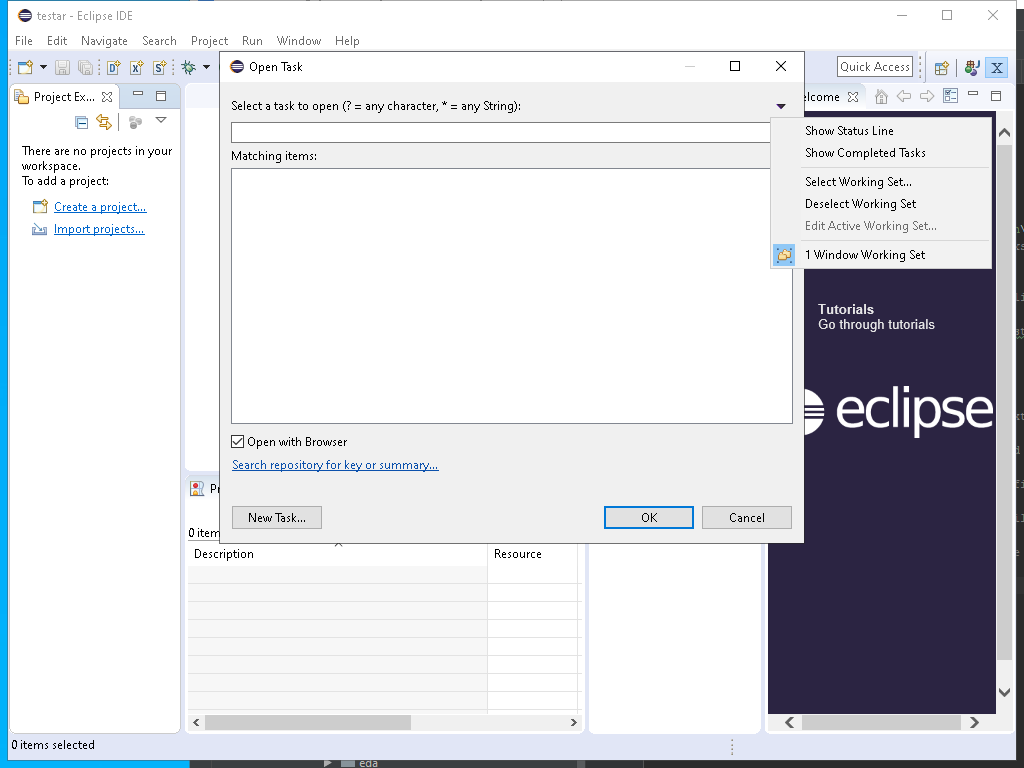 testar - Eclipse IDE
File Edit Navigate Search Project Run Window Help
Quick Access
Project Ex...
There are no projects in your
workspace.
To add a project:
Create a project...
Import projects...
Open Task
Select a task to open (? = any character, * = any String):
Matching items:
Open with Browser
Search repository for key or summary...
New Task...
OK
Cancel
elcome
Show Status Line
Show Completed Tasks
Select Working Set...
Deselect Working Set
Edit Active Working Set...
1 Window Working Set
Tutorials
Go through tutorials
eclipse
Pr
0 item
Description
Resource
0 items selected
eda